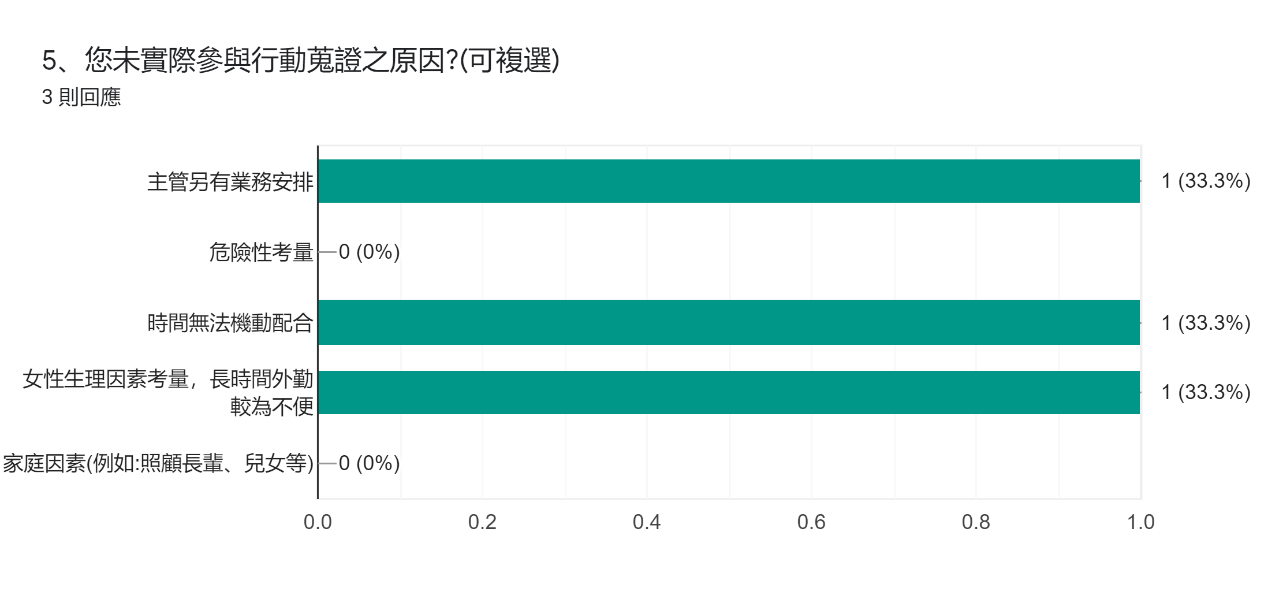 5、您未實際參與行動蒐證之原因?(可複選)
3 則回應
主管另有業務安排
1 (33.3%)
危險性考量
0 (0%)
時間無法機動配合
1 (33.3%)
女性生理因素考量，長時間外勤
較為不便
1 (33.3%)
家庭因素(例如:照顧長輩、兒女等)
0 (0%)
0.0 0.2 0.4 0.6 0.8 1.0